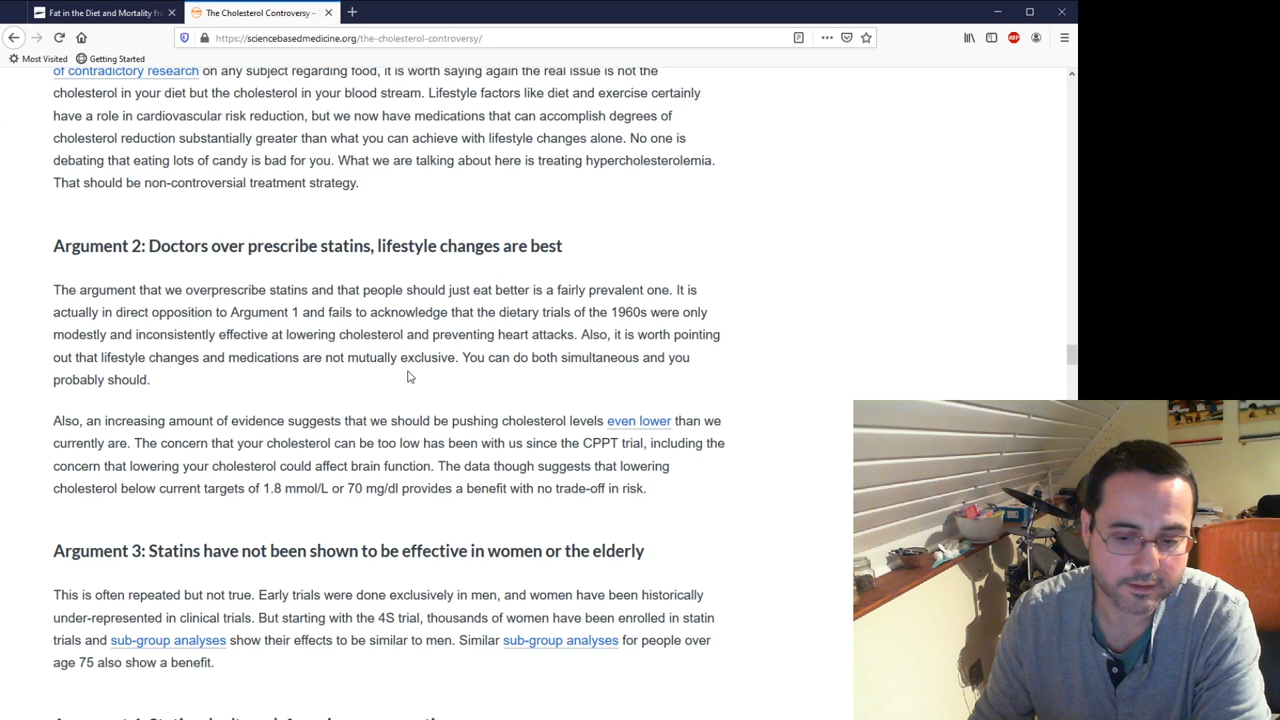 Fat in the Diet and Mortality fro
The Cholesterol Controversy –
https://sciencebasedmedicine.org/the-cholesterol-controversy/
ABP
Most Visited
Getting Started
of contradictory research on any subject regarding food, it is worth saying again the real issue is not the
cholesterol in your diet but the cholesterol in your blood stream. Lifestyle factors like diet and exercise certainly
have a role in cardiovascular risk reduction, but we now have medications that can accomplish degrees of
cholesterol reduction substantially greater than what you can achieve with lifestyle changes alone. No one is
debating that eating lots of candy is bad for you. What we are talking about here is treating hypercholesterolemia.
That should be non-controversial treatment strategy.
Argument 2: Doctors over prescribe statins, lifestyle changes are best
The argument that we overprescribe statins and that people should just eat better is a fairly prevalent one. It is
actually in direct opposition to Argument 1 and fails to acknowledge that the dietary trials of the 1960s were only
modestly and inconsistently effective at lowering cholesterol and preventing heart attacks. Also, it is worth pointing
out that lifestyle changes and medications are not mutually exclusive. You can do both simultaneous and you
probably should.
Also, an increasing amount of evidence suggests that we should be pushing cholesterol levels even lower than we
currently are. The concern that your cholesterol can be too low has been with us since the CPPT trial, including the
concern that lowering your cholesterol could affect brain function. The data though suggests that lowering
cholesterol below current targets of 1.8 mmol/L or 70 mg/dl provides a benefit with no trade-off in risk.
Argument 3: Statins have not been shown to be effective in women or the elderly
This is often repeated but not true. Early trials were done exclusively in men, and women have been historically
under-represented in clinical trials. But starting with the 4S trial, thousands of women have been enrolled in statin
trials and sub-group analyses show their effects to be similar to men. Similar sub-group analyses for people over
age 75 also show a benefit.